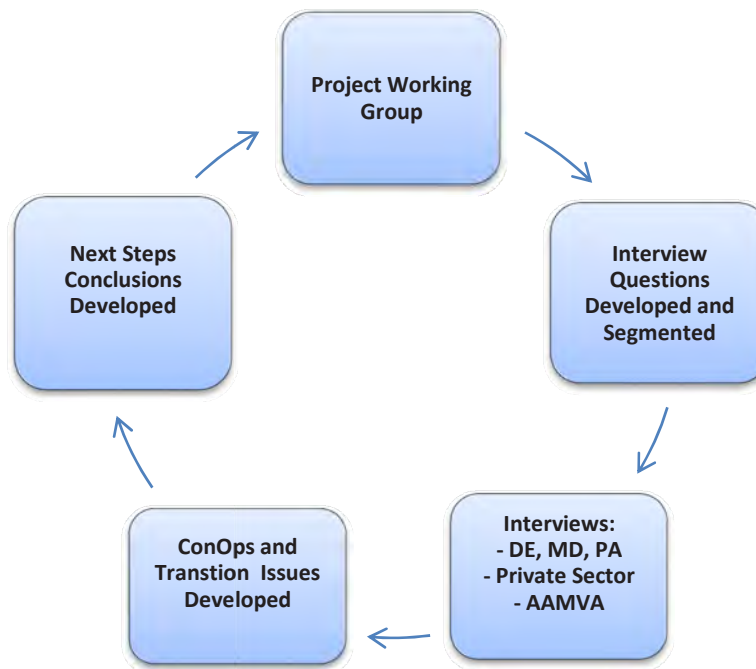 Project Working
Group
Interview
Questions
Developed and
Segmented
Interviews:
- DE, MD, PA
- Private Sector
- AAMVA
ConOps and
Transtion Issues
Developed
Next Steps
Conclusions
Developed